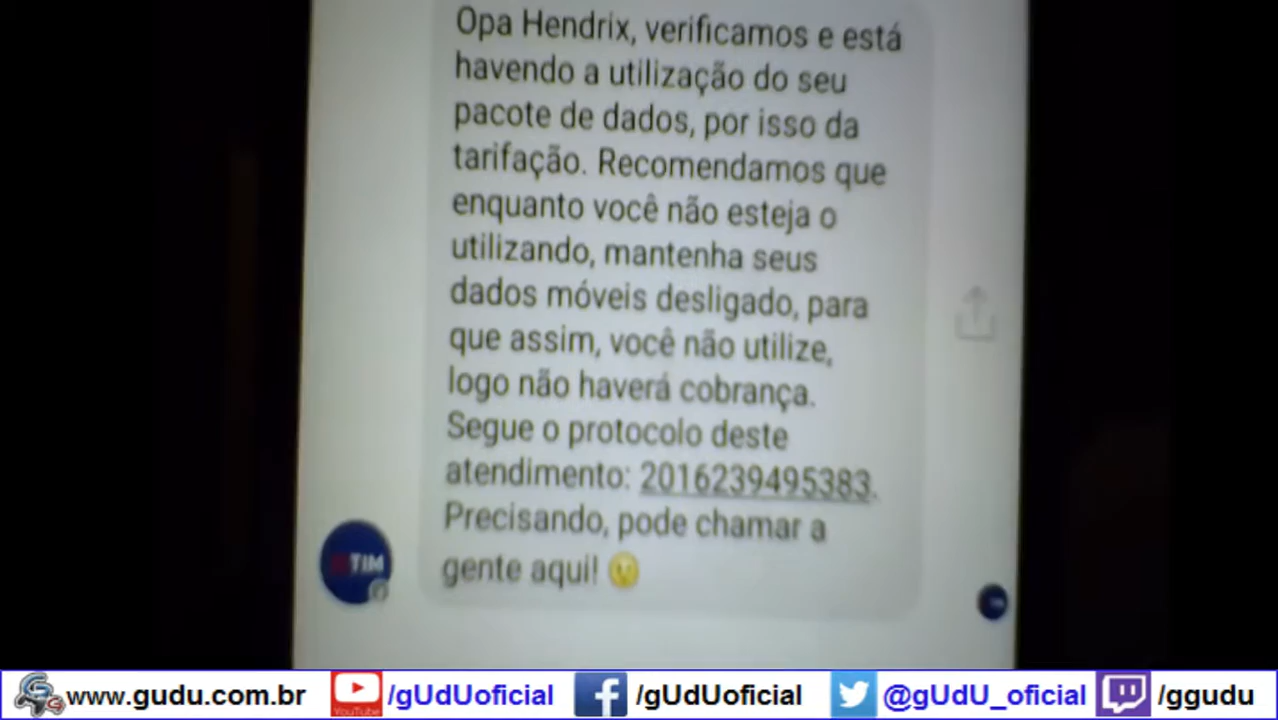 Opa Hendrix, verificamos e está
havendo a utilização do seu
pacote de dados, por isso da
tarifação. Recomendamos que
enquanto você não esteja o
utilizando, mantenha seus
dados móveis desligado, para
que assim, você não utilize,
logo não haverá cobrança.
Segue o protocolo deste
atendimento: 2016239495383.
Precisando, pode chamar a
gente aqui!
TIM
www.gudu.com.br YouTube /gUdUoficial /gUdUoficial @gUdU_oficial /ggudu